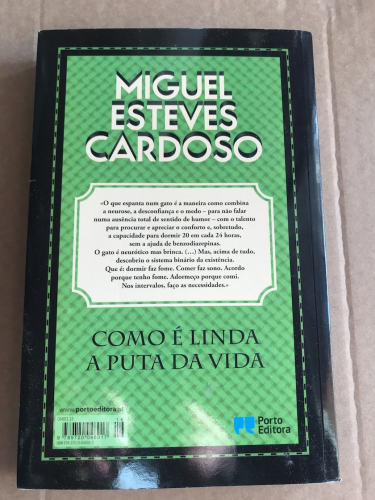 MIGUEL
ESTEVES
CARDOSO
«O que espanta num gato é a maneira como combina
a neurose, a desconfiança e o medo – para não falar
numa ausência total de sentido de humor – com o talento
para procurar e apreciar o conforto e, sobretudo,
a capacidade para dormir 20 em cada 24 horas,
sem a ajuda de benzodiazepinas.
O gato é neurótico mas brinca. (…) Mas, acima de tudo,
descobriu o sistema binário da existência.
Que é: dormir faz fome. Comer faz sono. Acordo
porque tenho fome. Adormeço porque comi.
Nos intervalos, faço as necessidades.»
COMO É LINDA
A PUTA DA VIDA
www.portoeditora.pt
Porto
Editora